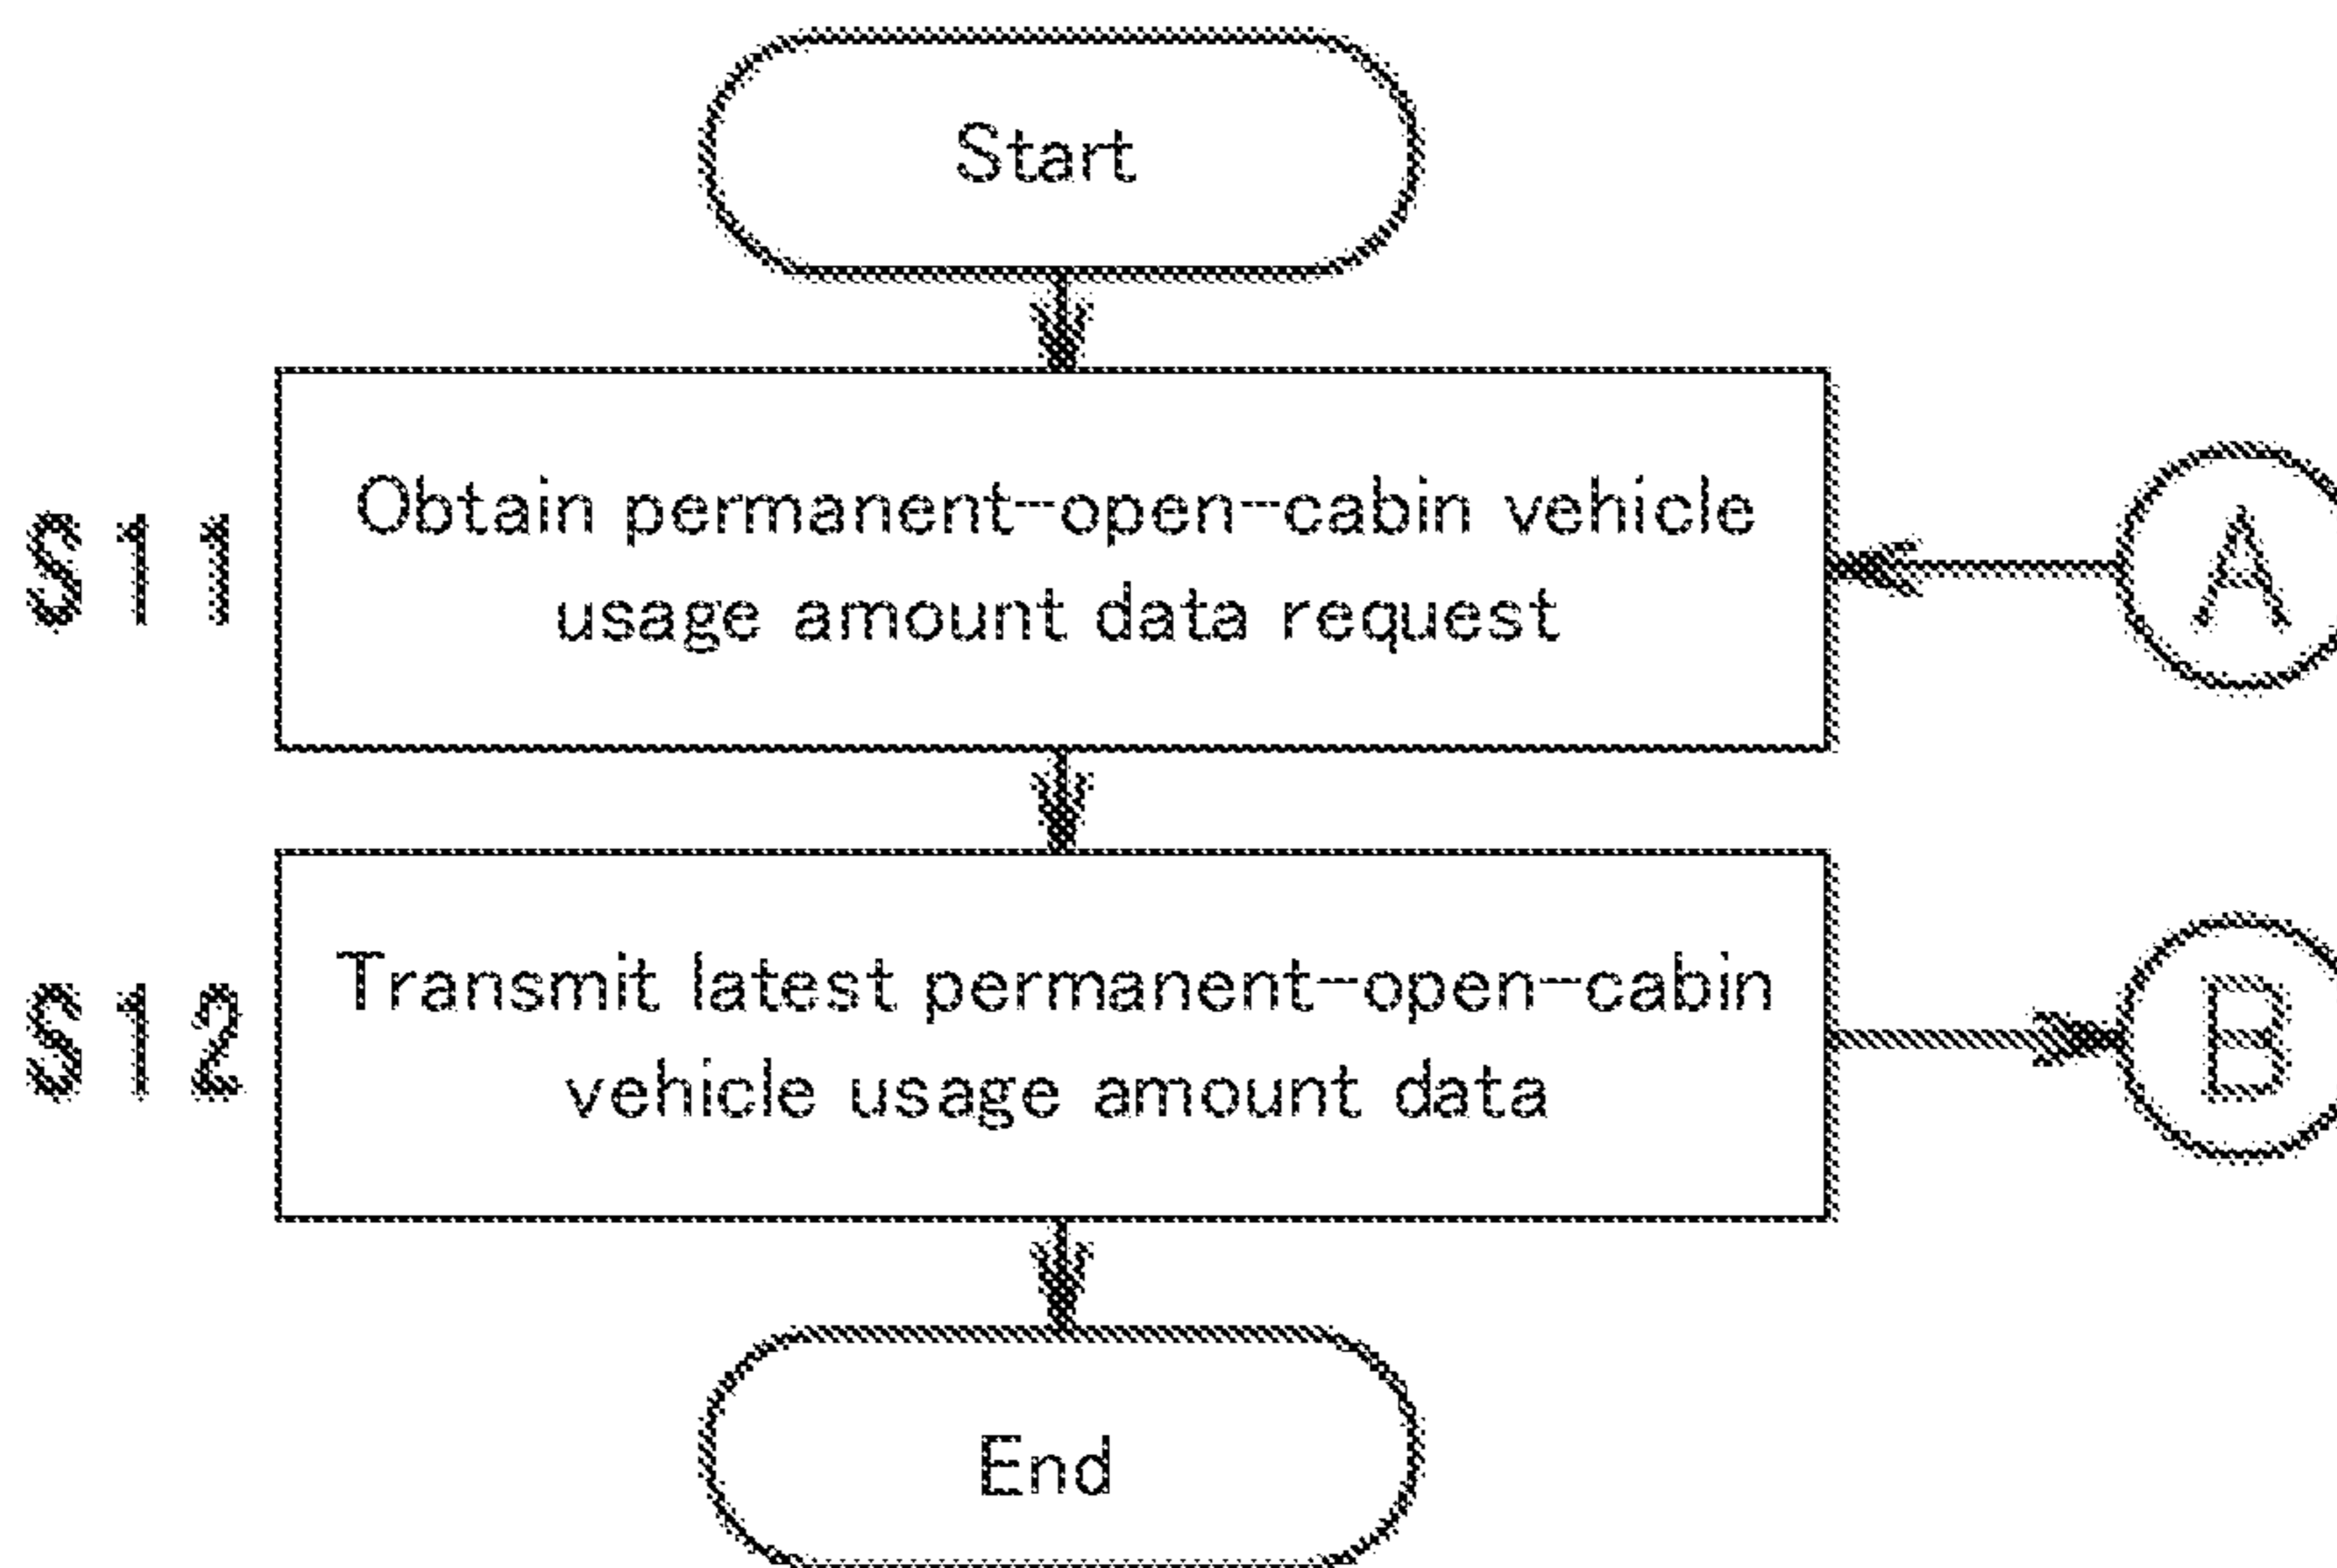 Start
S11
Obtain permanent-open-cabin vehicle
usage amount data request
A
S12
Transmit latest permanent-open-cabin
vehicle usage amount data
B
End